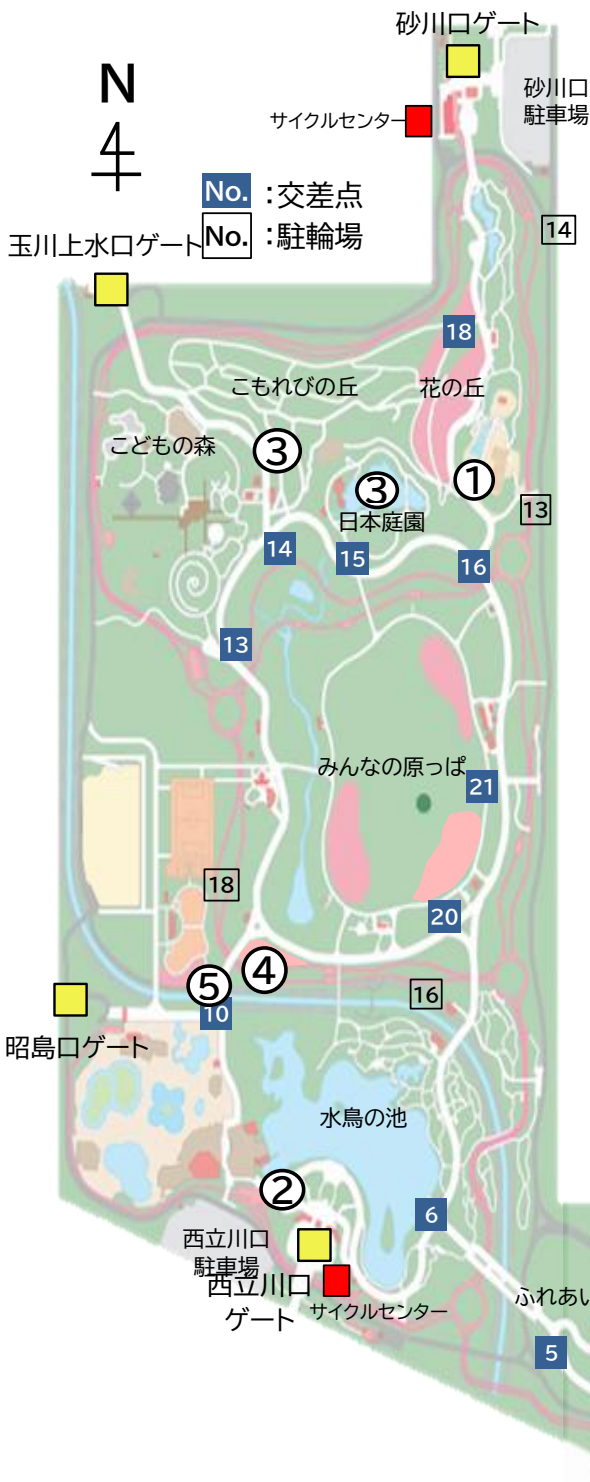 砂川口ゲート
N
砂川口
駐車場
サイクルセンター
No. :交差点
No. :駐輪場
14
玉川上水口ゲート
18
こもれびの丘
花の丘
こどもの森
③
①
③
13
日本庭園
14
15
16
13
みんなの原っぱ
21
18
20
④
⑤
16
10
昭島口ゲート
水鳥の池
②
6
西立川口
駐車場
西立川口
ゲート
サイクルセンター
ふれあい
5